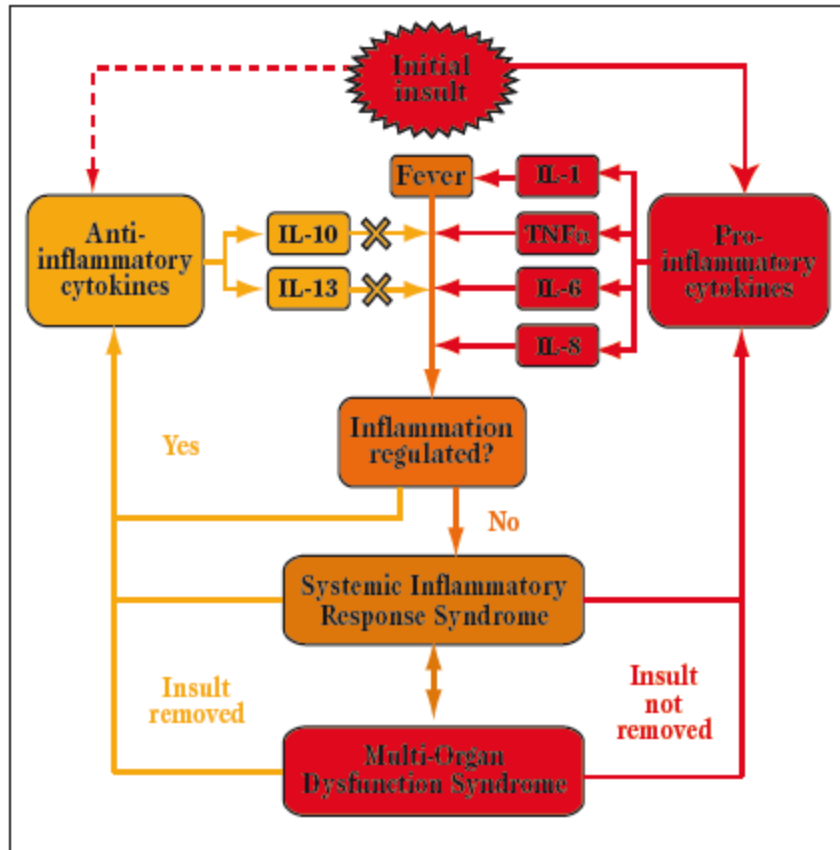 Initial
insult
Fever
IL-1
Anti-
inflammatory
cytokines
IL-10
TNFα
Pro-
inflammatory
cytokines
IL-13
IL-6
IL-8
Inflammation
regulated?
Yes
No
Systemic Inflammatory
Response Syndrome
Insult
removed
Insult
not
removed
Multi-Organ
Dysfunction Syndrome